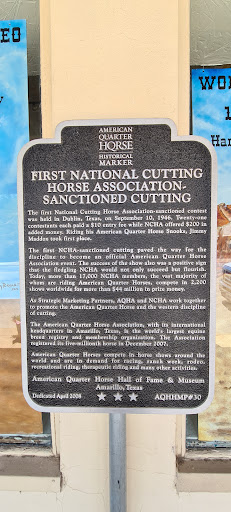 DEO
WO
1
Ha
AMERICAN
QUARTER
HORSE
HISTORICAL
MARKER
FIRST NATIONAL CUTTING
HORSE ASSOCIATION-
SANCTIONED CUTTING
The first National Cutting Horse Association-sanctioned contest
was held in Dublin, Texas, on September 10, 1946. Twenty-one
contestants each paid a $10 entry fee while NCHA offered $200 in
added money. Riding his American Quarter Horse Snooks, Jimmy
Maddox took first place.
The first NCHA-sanctioned cutting paved the way for the
discipline to become an official American Quarter Horse
Association event. The success of the show was a positive sign
that the fledgling NCHA would not only succeed but flourish.
Today, more than 17,000 NCHA members, the vast majority of
whom are riding American Quarter Horses, compete in 2,200
shows worldwide for more than $44 million in prize money.
As Strategic Marketing Partners, AQHA and NCHA work together
to promote the American Quarter Horse and the western discipline
of cutting.
The American Quarter Horse Association, with its international
headquarters in Amarillo, Texas, is the world's largest equine
breed registry and membership organization. The Association
registered its five-millionth horse in December 2007.
American Quarter Horses compete in horse shows around the
world and are in demand for racing, ranch work, rodeo,
recreational riding, therapeutic riding and many other activities.
American Quarter Horse Hall of Fame & Museum
Amarillo, Texas
Dedicated April 2008
AQHHMP#30